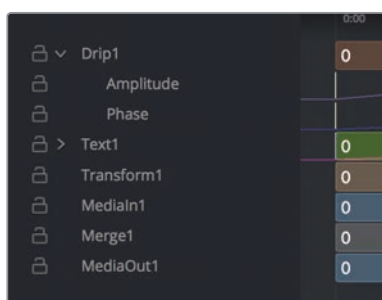 0:00
Drip1 0
Amplitude
Phase
Text1 0
Transform1 0
MediaIn1 0
Merge1 0
MediaOut1 0